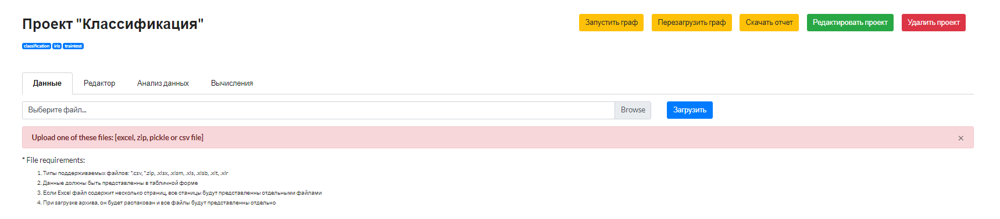 Проект "Классификация"
Запустить граф
Перезагрузить граф
Скачать отчет
Редактировать проект
Удалить проект
classification iris traintest
Данные
Редактор
Анализ данных
Вычисления
Выберите файл...
Browse
Загрузить
Upload one of these files: [excel, zip, pickle or csv file]
×
* File requirements:
1. Типы поддерживаемых файлов: *.csv, *.zip, .xlsx, .xlsm, .xls, .xlsb, .xlt, .xlr
2. Данные должны быть представленны в табличной форме
3. Если Excel файл содержит несколько страниц, все станицы будут представленны отдельными файлами
4. При загрузке архива, он будет распакован и все файлы будут представленны отдельно